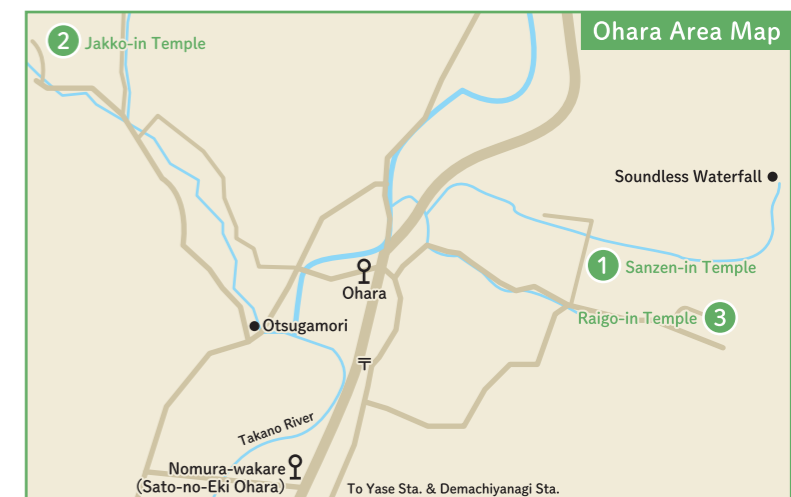 Ohara Area Map
2 Jakko-in Temple
Soundless Waterfall
1 Sanzen-in Temple
Ohara
Raigo-in Temple 3
Otsugamori
〒
Takano River
Nomura-wakare
(Sato-no-Eki Ohara)
To Yase Sta. & Demachiyanagi Sta.